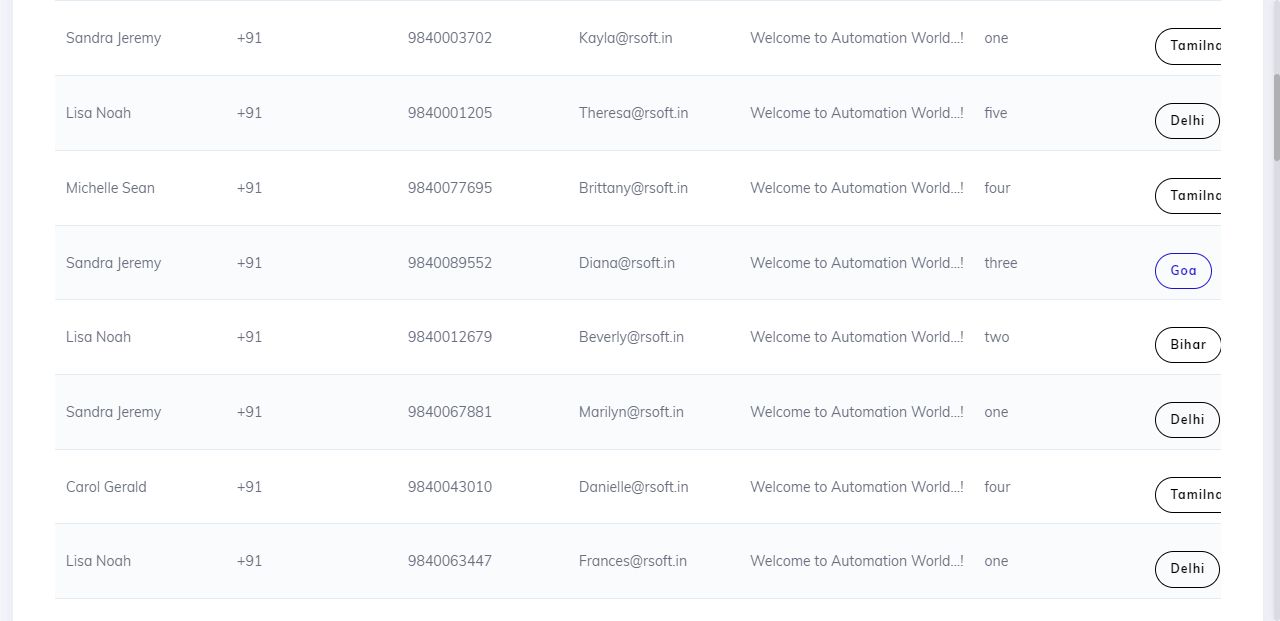 Sandra Jeremy +91 9840003702 Kayla@rsoft.in Welcome to Automation World...! one Tamilna
Lisa Noah +91 9840001205 Theresa@rsoft.in Welcome to Automation World...! five Delhi
Michelle Sean +91 9840077695 Brittany@rsoft.in Welcome to Automation World...! four Tamilna
Sandra Jeremy +91 9840089552 Diana@rsoft.in Welcome to Automation World...! three Goa
Lisa Noah +91 9840012679 Beverly@rsoft.in Welcome to Automation World...! two Bihar
Sandra Jeremy +91 9840067881 Marilyn@rsoft.in Welcome to Automation World...! one Delhi
Carol Gerald +91 9840043010 Danielle@rsoft.in Welcome to Automation World...! four Tamilna
Lisa Noah +91 9840063447 Frances@rsoft.in Welcome to Automation World...! one Delhi